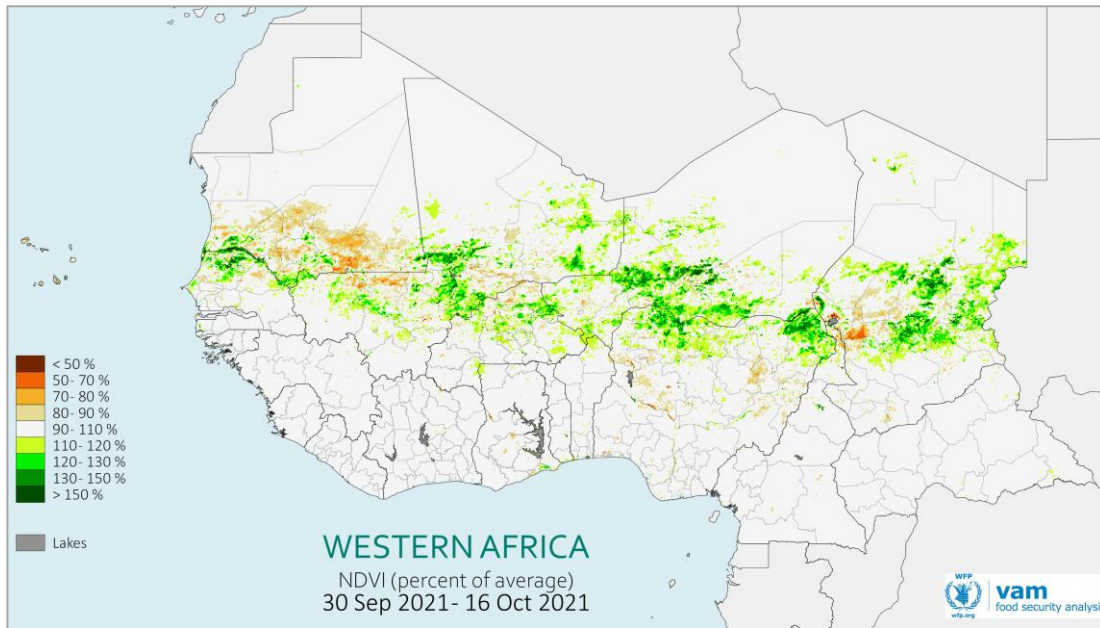 < 50 %
50- 70 %
70- 80 %
80- 90 %
90- 110 %
110- 120 %
120- 130 %
130- 150 %
> 150 %
Lakes
WESTERN AFRICA
NDVI (percent of average)
30 Sep 2021- 16 Oct 2021
WFP
wfp.org
vam
food security analysis